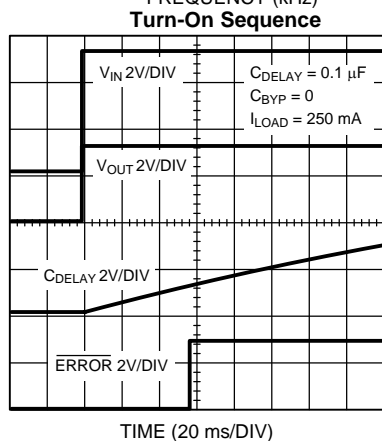 FREQUENCY (kHz)
Turn-On Sequence
VIN 2V/DIV
CDELAY = 0.1 µF
CBYP = 0
ILOAD = 250 mA
VOUT 2V/DIV
CDELAY 2V/DIV
ERROR 2V/DIV
TIME (20 ms/DIV)